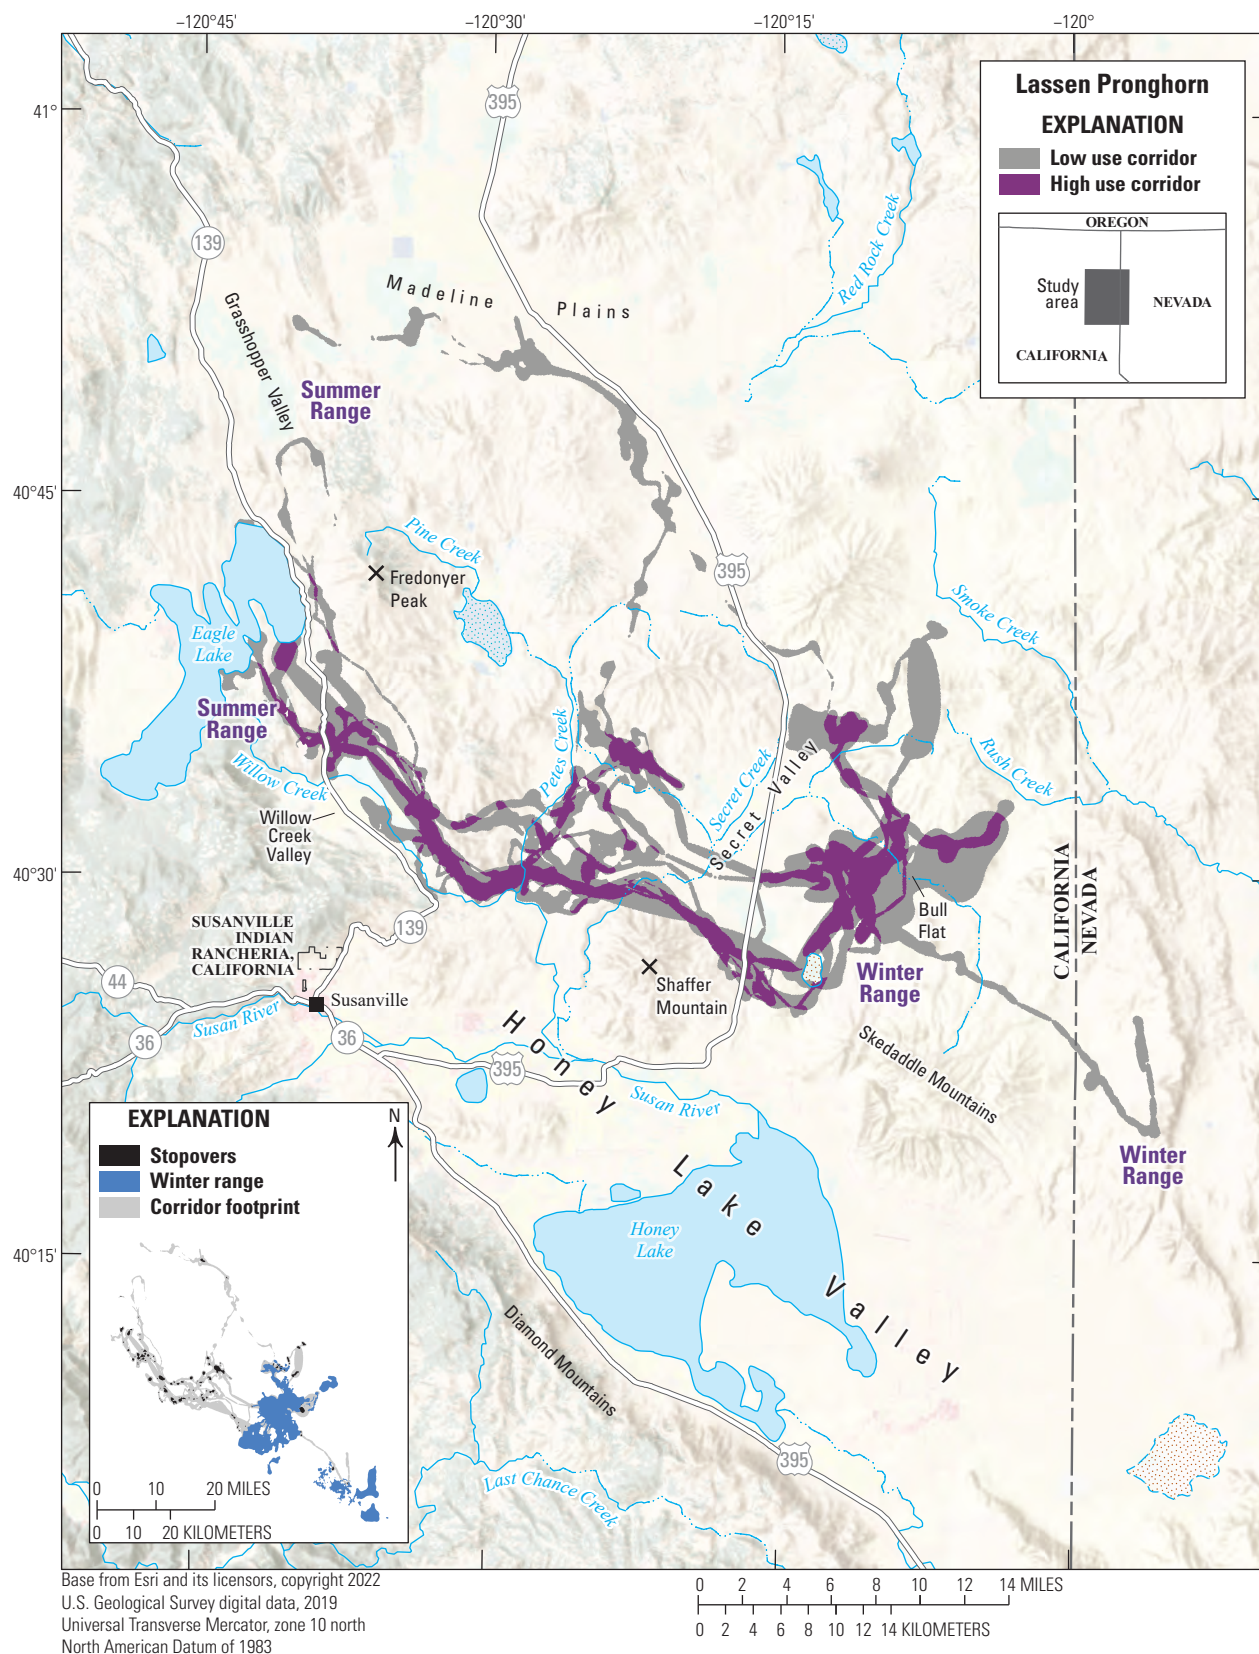 −120°45'
−120°30'
−120°15'
−120°
41°
40°45'
40°30'
40°15'
Lassen Pronghorn
EXPLANATION
Low use corridor
High use corridor
OREGON
Study
area
NEVADA
CALIFORNIA
395
139
Red Rock Creek
Madeline Plains
Grasshopper Valley
Summer
Range
Pine Creek
Fredonyer
Peak
395
Smoke Creek
Eagle
Lake
Summer
Range
Willow Creek
Petes Creek
Secret Creek
Secret Valley
Rush Creek
Willow
Creek
Valley
CALIFORNIA
NEVADA
Bull
Flat
SUSANVILLE
INDIAN
RANCHERIA,
CALIFORNIA
139
44
Winter
Range
Shaffer
Mountain
Susanville
Susan River
36
36
395
Skedaddle Mountains
Susan River
Honey Lake Valley
Winter
Range
Honey
Lake
Diamond Mountains
Last Chance Creek
395
EXPLANATION
N
Stopovers
Winter range
Corridor footprint
0 10 20 MILES
0 10 20 KILOMETERS
Base from Esri and its licensors, copyright 2022
U.S. Geological Survey digital data, 2019
Universal Transverse Mercator, zone 10 north
North American Datum of 1983
0 2 4 6 8 10 12 14 MILES
0 2 4 6 8 10 12 14 KILOMETERS